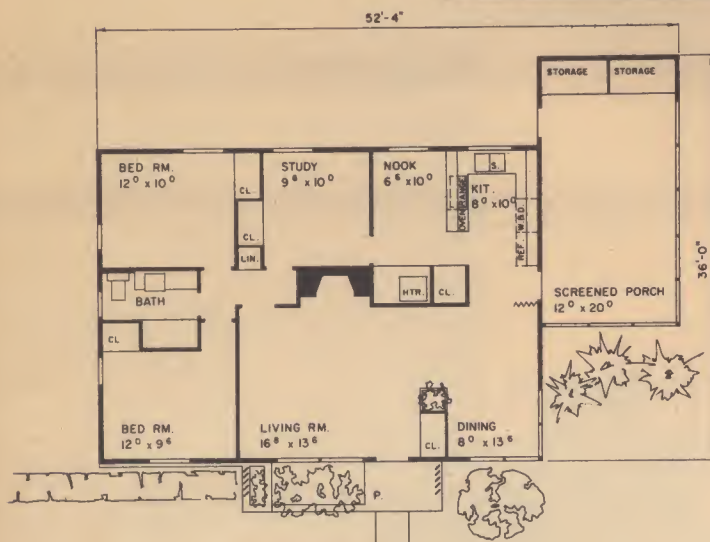 52'-4"
STORAGE
STORAGE
BED RM.
12⁰ x 10⁰
STUDY
9⁶ x 10⁰
NOOK
6⁶ x 10⁰
S.
KIT.
8⁰ x 10⁰
OVEN
RANGE
W.&D.
REF.
CL.
CL.
LIN.
36'-0"
SCREENED PORCH
12⁰ x 20⁰
BATH
HTR.
CL.
CL.
BED RM.
12⁰ x 9⁶
LIVING RM.
16⁸ x 13⁶
CL.
DINING
8⁰ x 13⁶
P.